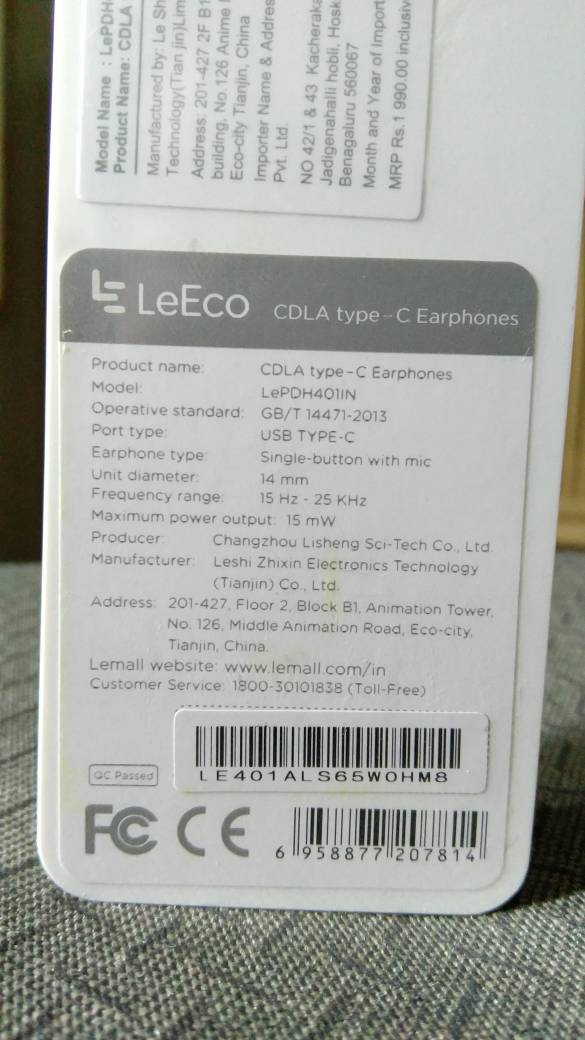 Model Name : LePDH
Product Name: CDLA
Manufactured by: Le Sh
Technology(Tian jin)Lim
Address: 201-427 2F B1
building, No.126 Anime
Eco-city Tianjin, China
Importer Name & Addres
Pvt. Ltd.
NO 42/1 & 43 Kacheraka
Jadigenahalli hobli, Hosk
Benagaluru 560067
Month and Year of Import
MRP Rs.1 990.00 inclusiv
LeEco CDLA type-C Earphones
Product name: CDLA type-C Earphones
Model: LePDH401IN
Operative standard: GB/T 14471-2013
Port type: USB TYPE-C
Earphone type: Single-button with mic
Unit diameter: 14 mm
Frequency range: 15 Hz - 25 KHz
Maximum power output: 15 mW
Producer: Changzhou Lisheng Sci-Tech Co., Ltd.
Manufacturer: Leshi Zhixin Electronics Technology
(Tianjin) Co., Ltd.
Address: 201-427, Floor 2, Block B1, Animation Tower,
No. 126, Middle Animation Road, Eco-city,
Tianjin, China.
Lemall website: www.lemall.com/in
Customer Service: 1800-30101838 (Toll-Free)
LE401ALS65W0HM8
QC Passed
FC CE
6 958877 207814